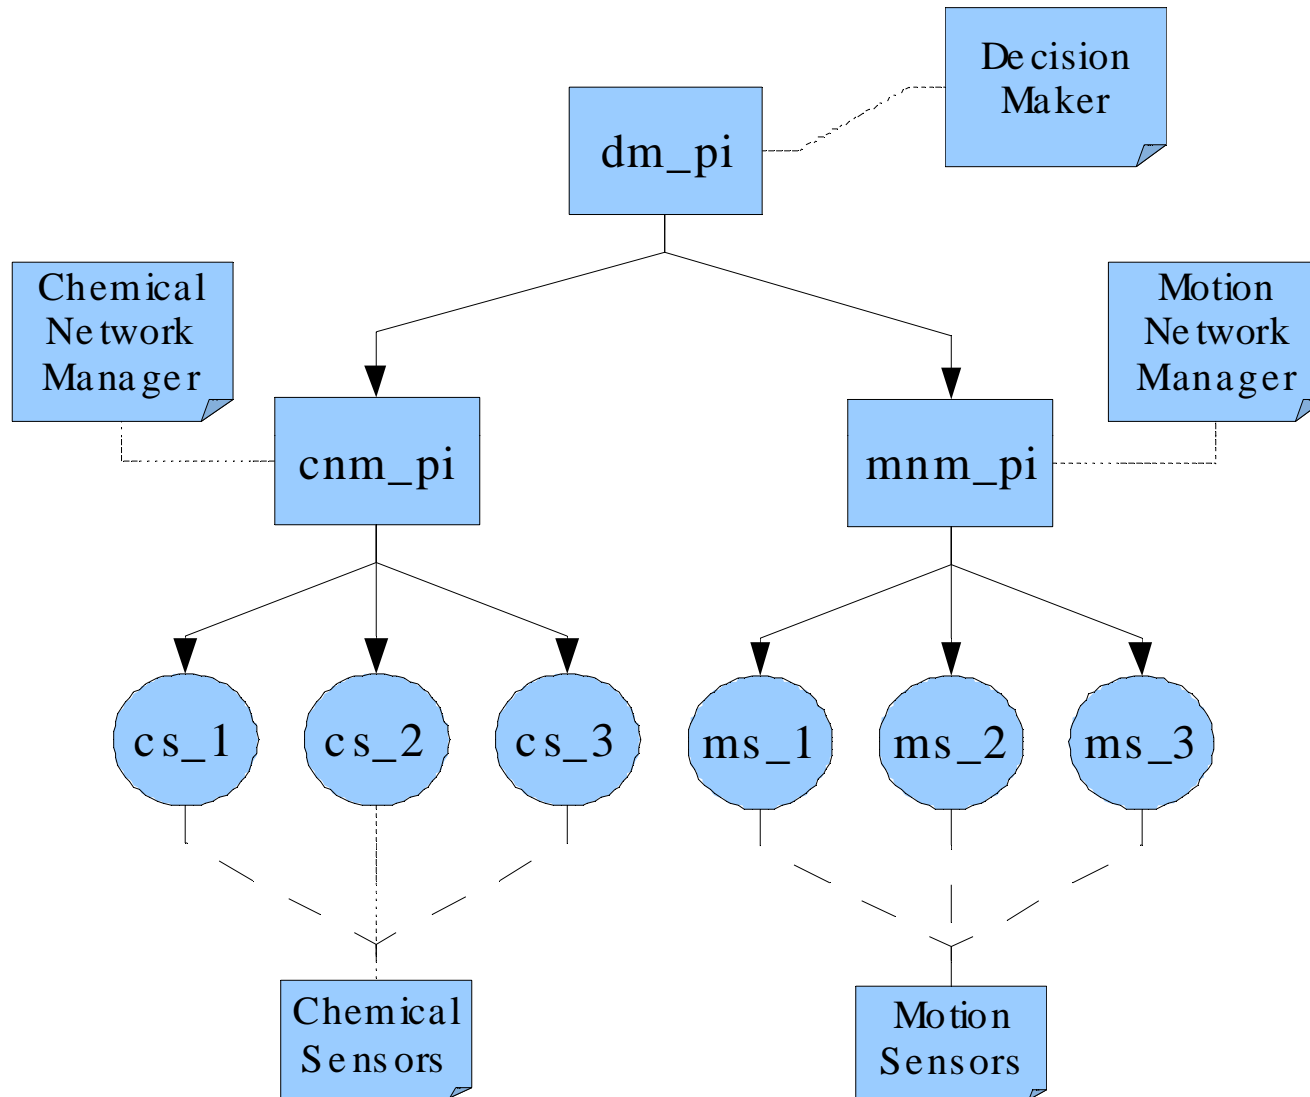 Decision
Maker
dm_pi
Chemical
Network
Manager
Motion
Network
Manager
cnm_pi
mnm_pi
cs_1
cs_2
cs_3
ms_1
ms_2
ms_3
Chemical
Sensors
Motion
Sensors